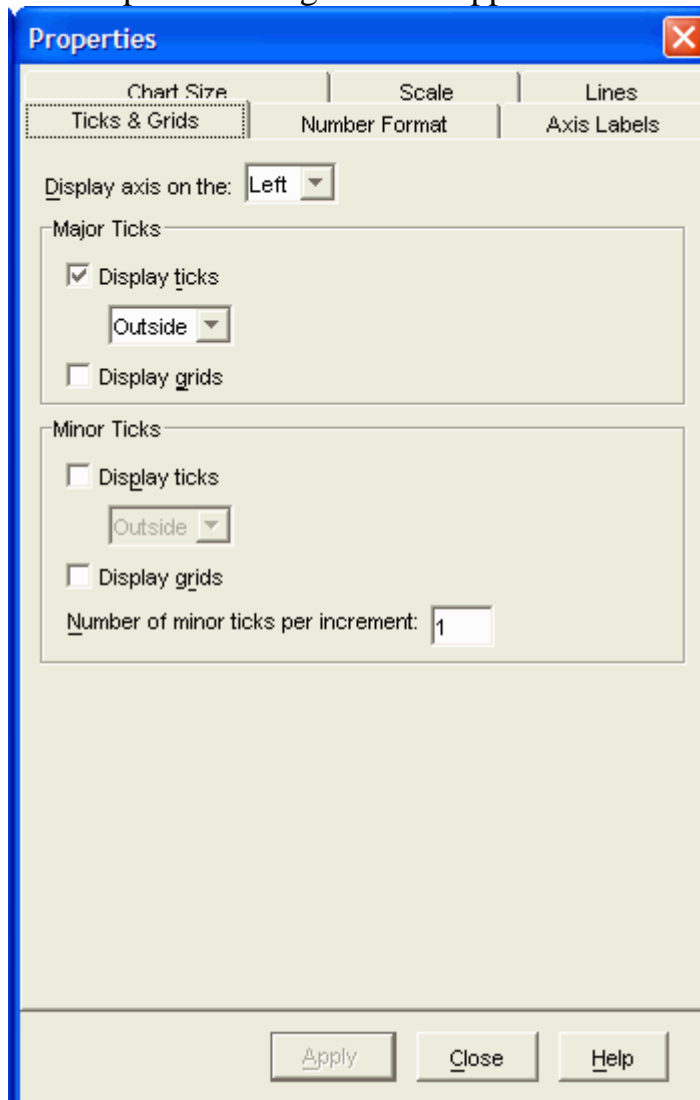 Properties
Chart Size Scale Lines
Ticks & Grids Number Format Axis Labels
Display axis on the: Left
Major Ticks
Display ticks
Outside
Display grids
Minor Ticks
Display ticks
Outside
Display grids
Number of minor ticks per increment: 1
Apply Close Help